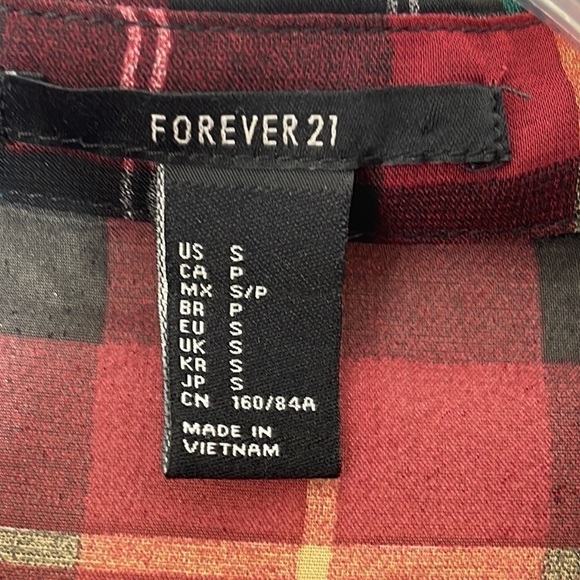 FOREVER 21
US S
CA P
MX S/P
BR P
EU S
UK S
KR S
JP S
CN 160/84A
MADE IN
VIETNAM